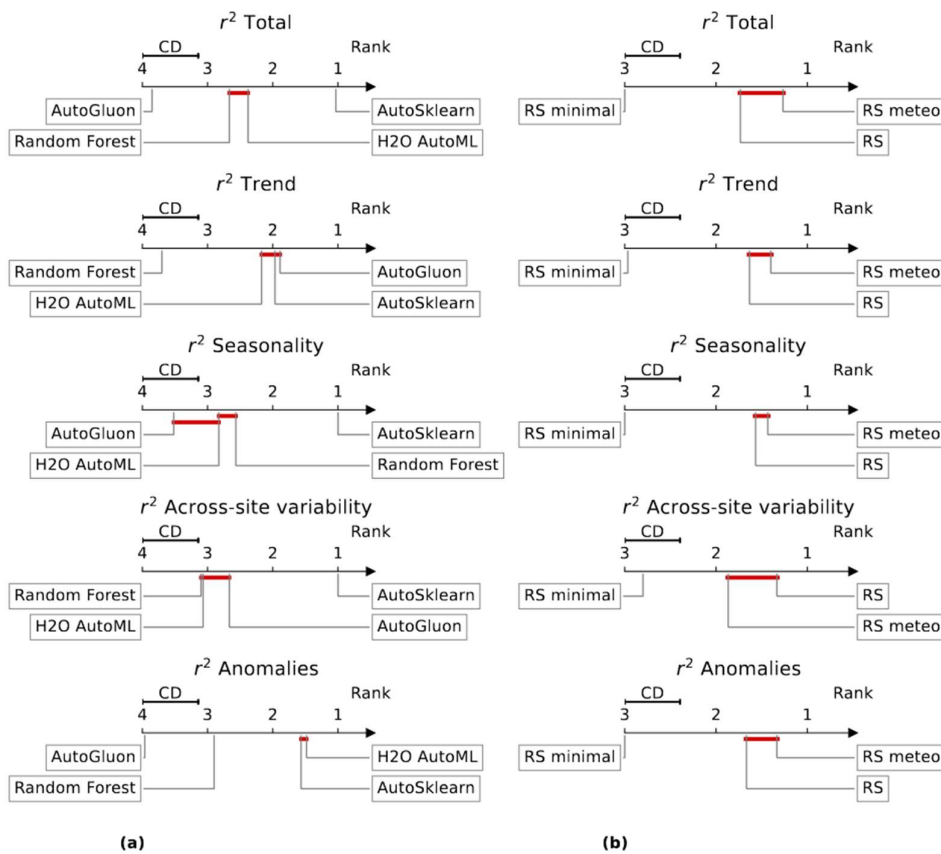 r² Total
CD
Rank
4 3 2 1
AutoGluon
AutoSklearn
Random Forest
H2O AutoML
r² Trend
CD
Rank
4 3 2 1
Random Forest
AutoGluon
H2O AutoML
AutoSklearn
r² Seasonality
CD
Rank
4 3 2 1
AutoGluon
AutoSklearn
H2O AutoML
Random Forest
r² Across-site variability
CD
Rank
4 3 2 1
Random Forest
AutoSklearn
H2O AutoML
AutoGluon
r² Anomalies
CD
Rank
4 3 2 1
AutoGluon
H2O AutoML
Random Forest
AutoSklearn
(a)
r² Total
CD
Rank
3 2 1
RS minimal
RS meteo
RS
r² Trend
CD
Rank
3 2 1
RS minimal
RS meteo
RS
r² Seasonality
CD
Rank
3 2 1
RS minimal
RS meteo
RS
r² Across-site variability
CD
Rank
3 2 1
RS minimal
RS
RS meteo
r² Anomalies
CD
Rank
3 2 1
RS minimal
RS meteo
RS
(b)